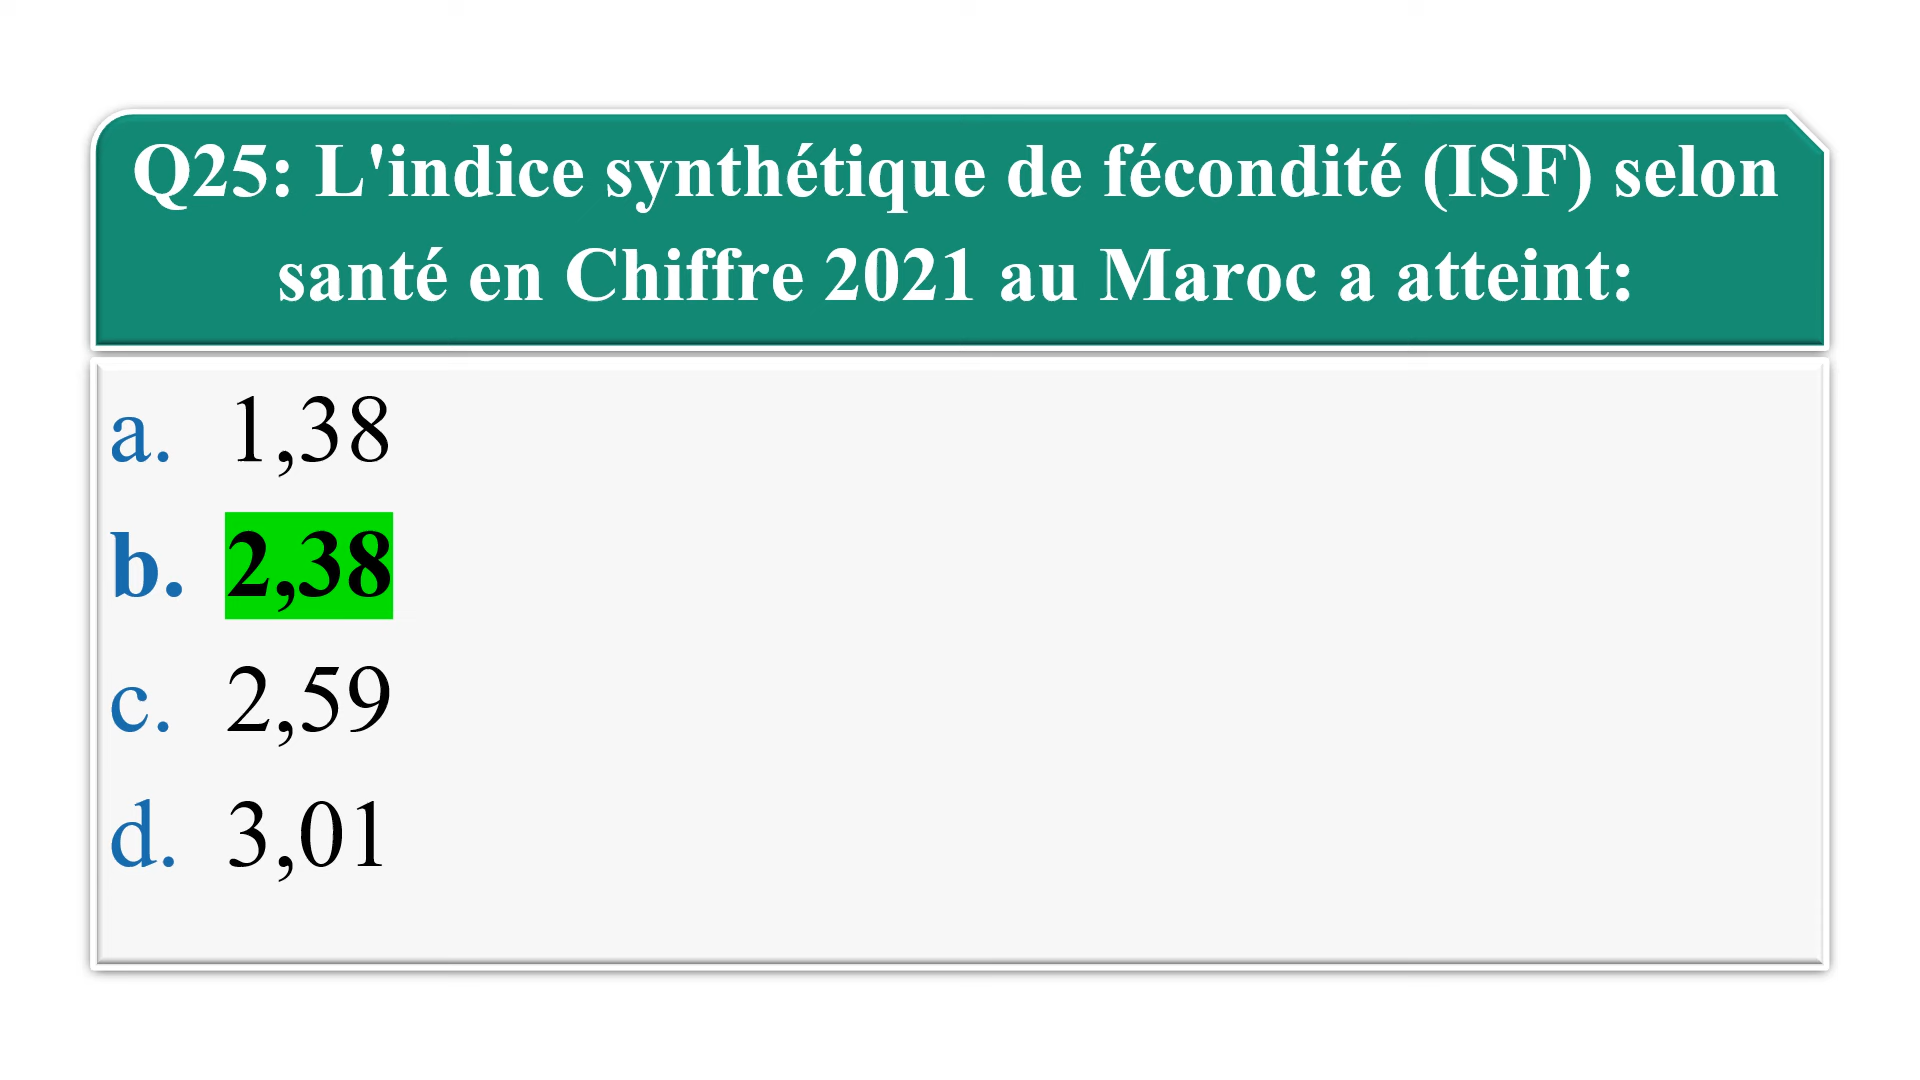 Q25: L'indice synthétique de fécondité (ISF) selon
santé en Chiffre 2021 au Maroc a atteint:
a. 1,38
b. 2,38
c. 2,59
d. 3,01